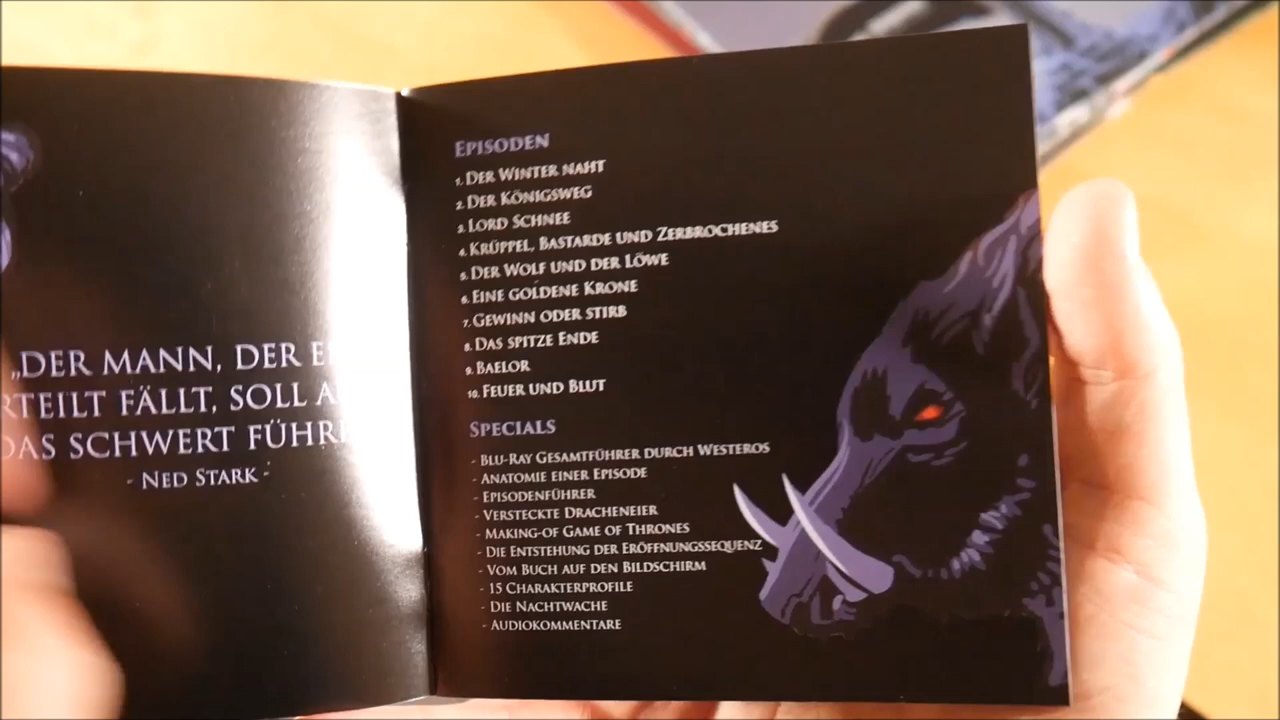 „DER MANN, DER
TEILT FÄLLT, SOLL
DAS SCHWERT
- NED STARK -
EPISODEN
1. DER WINTER NAHT
2. DER KÖNIGSWEG
3. LORD SCHNEE
4. KRÜPPEL, BASTARDE UND ZERBROCHENES
5. DER WOLF UND DER LÖWE
6. EINE GOLDENE KRONE
7. GEWINN ODER STIRB
8. DAS SPITZE ENDE
9. BAELOR
10. FEUER UND BLUT
SPECIALS
- BLU-RAY GESAMTFÜHRER DURCH WESTEROS
- ANATOMIE EINER EPISODE
- EPISODENFÜHRER
- VERSTECKTE DRACHENEIER
- MAKING-OF GAME OF THRONES
- DIE ENTSTEHUNG DER ERÖFFNUNGSSEQUENZ
- VOM BUCH AUF DEN BILDSCHIRM
- 15 CHARAKTERPROFILE
- DIE NACHTWACHE
- AUDIOKOMMENTARE